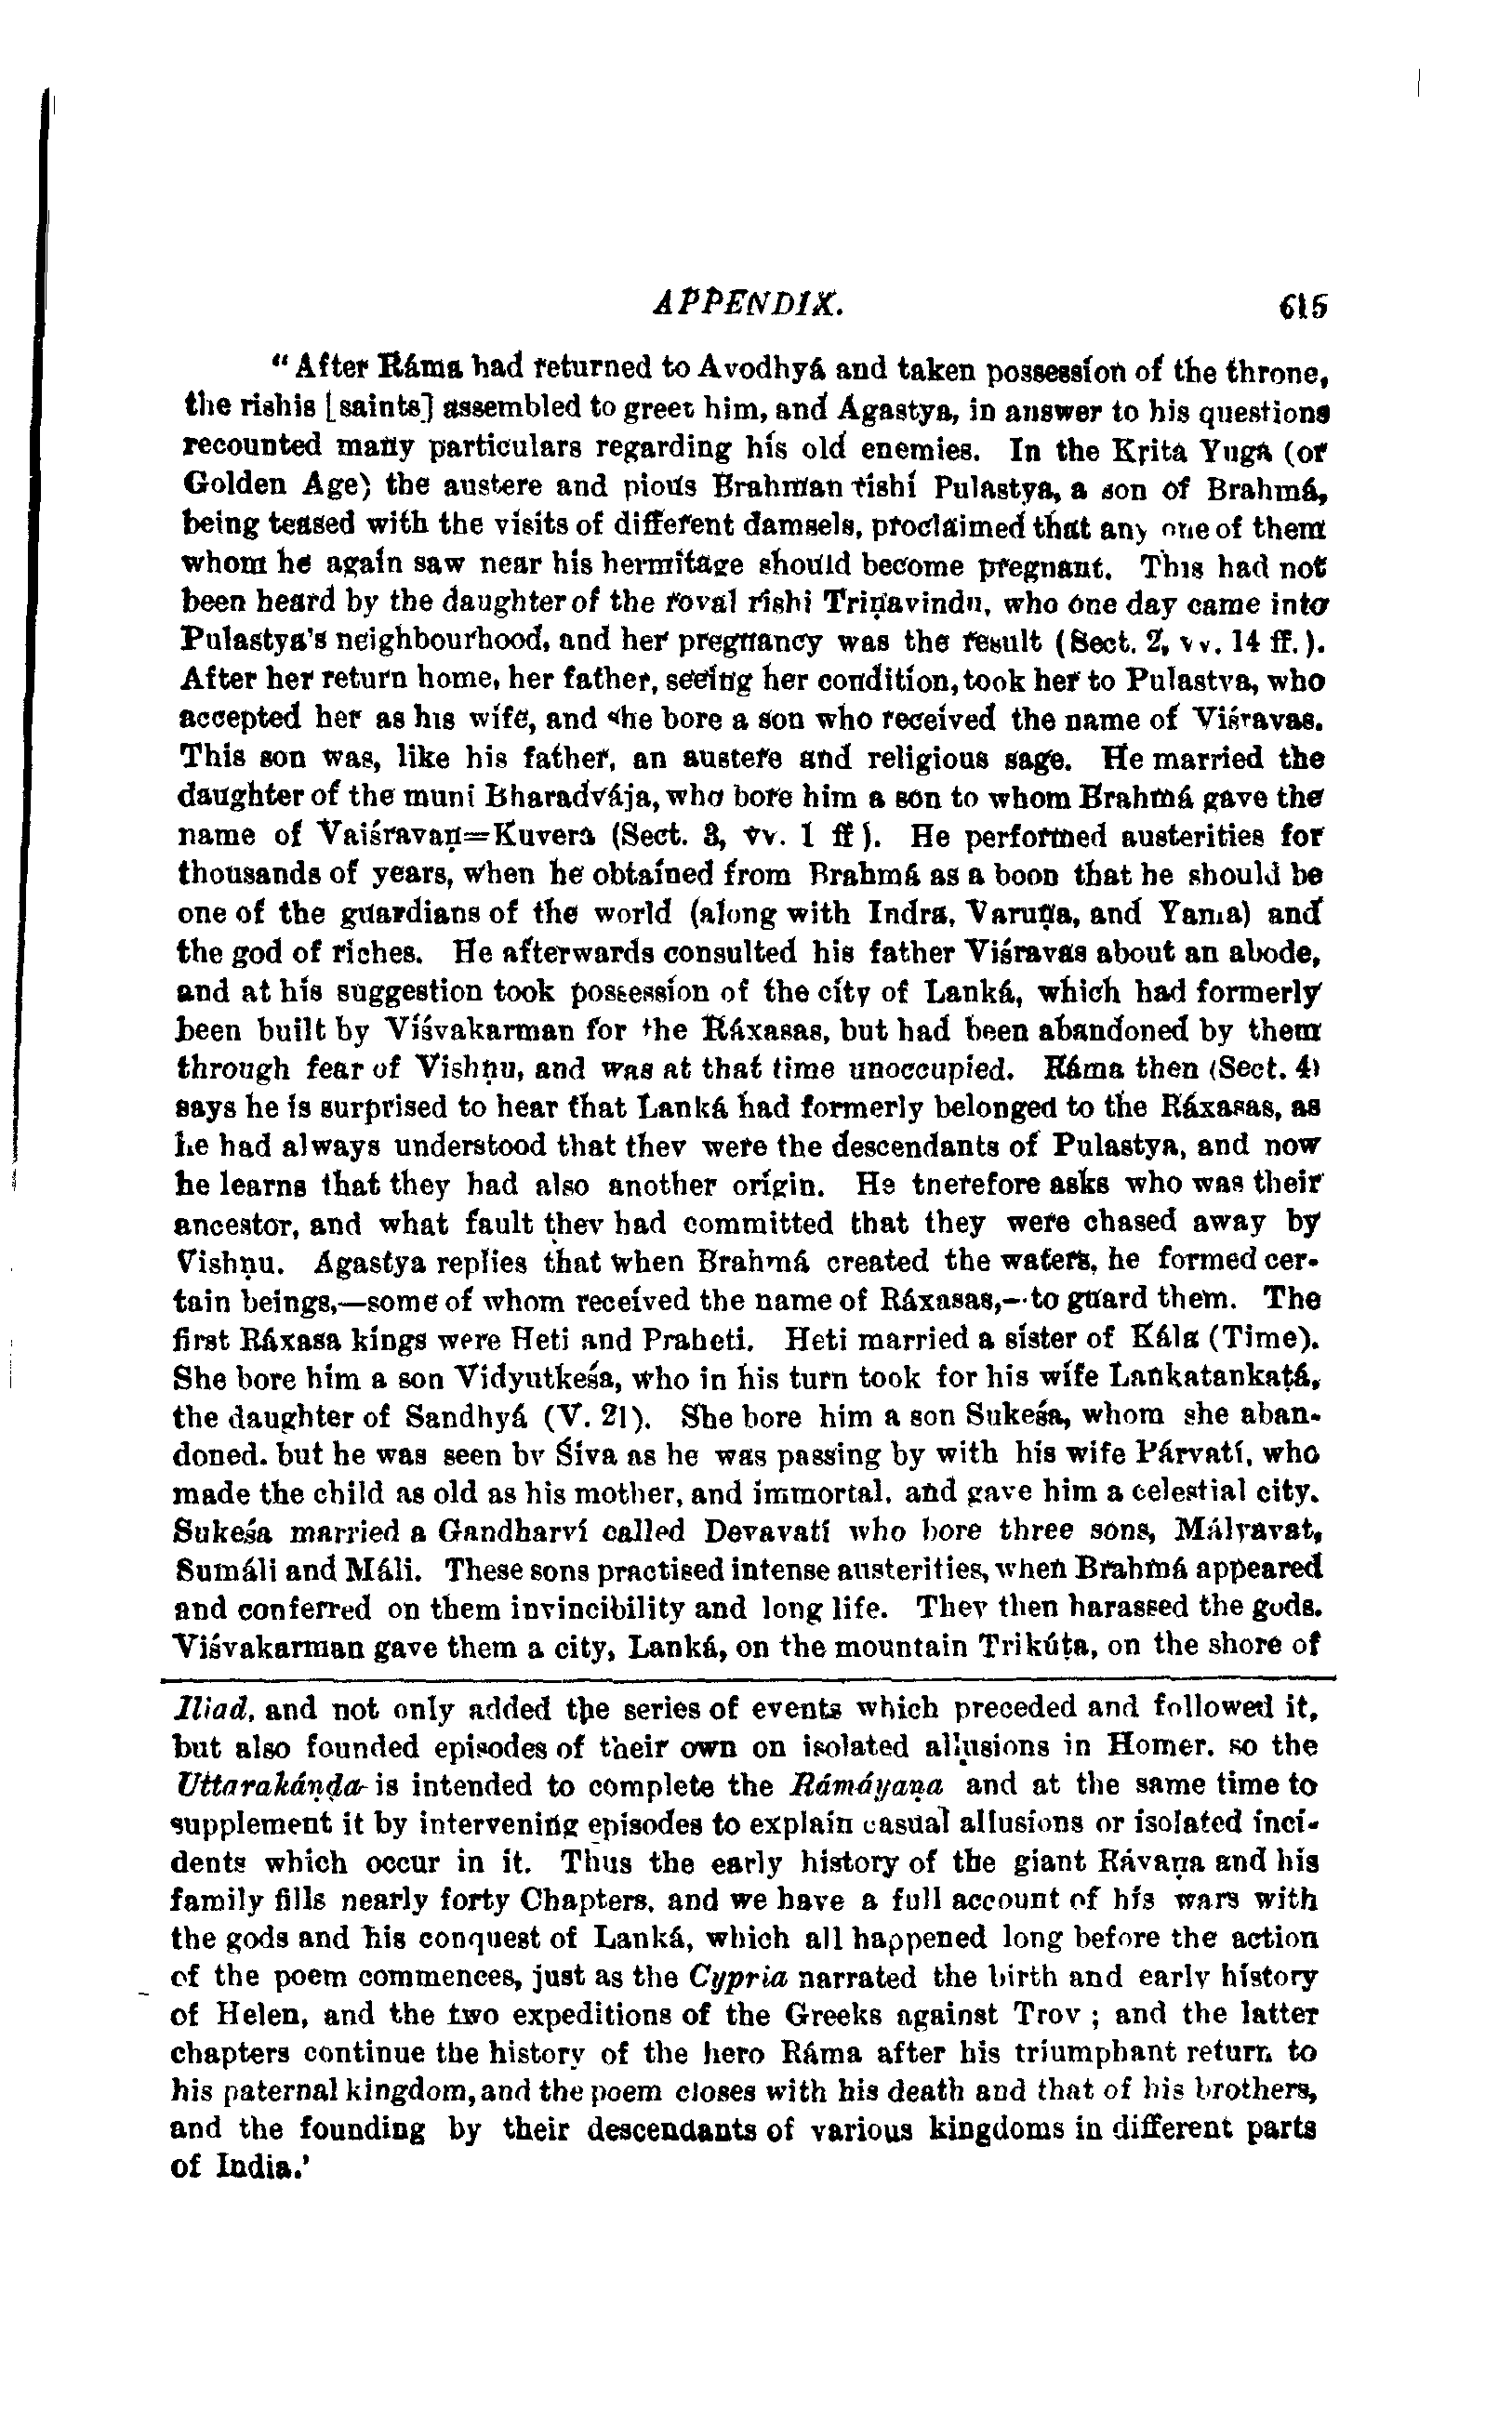 APPENDIX. 615
"After Ráma had returned to Ayodhyá and taken possession of the throne,
the rishis [saints] assembled to greet him, and Agastya, in answer to his questions
recounted many particulars regarding his old enemies. In the Kṛita Yuga (or
Golden Age) the austere and pious Brahman rishi Pulastya, a son of Brahmá,
being teased with the visits of different damsels, proclaimed that any one of them
whom he again saw near his hermitage should become pregnant. This had not
been heard by the daughter of the royal rishi Triṇavindu, who one day came into
Pulastya's neighbourhood, and her pregnancy was the result (Sect. 2, vv. 14 ff.).
After her return home, her father, seeing her condition, took her to Pulastya, who
accepted her as his wife, and she bore a son who received the name of Viśravas.
This son was, like his father, an austere and religious sage. He married the
daughter of the muni Bharadvája, who bore him a son to whom Brahmá gave the
name of Vaiśravaṇ=Kuvera (Sect. 3, vv. 1 ff). He performed austerities for
thousands of years, when he obtained from Brahmá as a boon that he should be
one of the guardians of the world (along with Indra, Varuṇa, and Yama) and
the god of riches. He afterwards consulted his father Viśravas about an abode,
and at his suggestion took possession of the city of Lanká, which had formerly
been built by Viśvakarman for the Ráxasas, but had been abandoned by them
through fear of Vishṇu, and was at that time unoccupied. Ráma then (Sect. 4)
says he is surprised to hear that Lanká had formerly belonged to the Ráxasas, as
he had always understood that they were the descendants of Pulastya, and now
he learns that they had also another origin. He therefore asks who was their
ancestor, and what fault they had committed that they were chased away by
Vishṇu. Agastya replies that when Brahmá created the waters, he formed cer-
tain beings,—some of whom received the name of Ráxasas,—to guard them. The
first Ráxasa kings were Heti and Praheti. Heti married a sister of Kála (Time).
She bore him a son Vidyutkeśa, who in his turn took for his wife Lankatankaṭá,
the daughter of Sandhyá (V. 21). She bore him a son Sukeśa, whom she aban-
doned. but he was seen by Śiva as he was passing by with his wife Párvatí, who
made the child as old as his mother, and immortal, and gave him a celestial city.
Sukeśa married a Gandharví called Devavatí who bore three sons, Mályavat,
Sumáli and Máli. These sons practised intense austerities, when Brahmá appeared
and conferred on them invincibility and long life. They then harassed the gods.
Viśvakarman gave them a city, Lanká, on the mountain Trikúṭa, on the shore of
Iliad, and not only added the series of events which preceded and followed it,
but also founded episodes of their own on isolated allusions in Homer. so the
Uttarakáṇḍa is intended to complete the Rámáyaṇa and at the same time to
supplement it by intervening episodes to explain casual allusions or isolated inci-
dents which occur in it. Thus the early history of the giant Rávaṇa and his
family fills nearly forty Chapters, and we have a full account of his wars with
the gods and his conquest of Lanká, which all happened long before the action
of the poem commences, just as the Cypria narrated the birth and early history
of Helen, and the two expeditions of the Greeks against Troy ; and the latter
chapters continue the history of the hero Ráma after his triumphant return to
his paternal kingdom, and the poem closes with his death and that of his brothers,
and the founding by their descendants of various kingdoms in different parts
of India.'